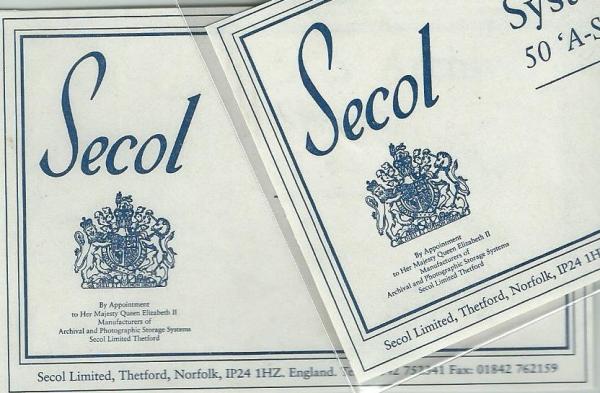 Secol
By Appointment
to Her Majesty Queen Elizabeth II
Manufacturers of
Archival and Photographic Storage Systems
Secol Limited Thetford
Secol Limited, Thetford, Norfolk, IP24 1HZ. England. Fax: 01842 762159
Secol
50 'A-S
By Appointment
to Her Majesty Queen Elizabeth II
Manufacturers of
Archival and Photographic Storage Systems
Secol Limited Thetford
Secol Limited, Thetford, Norfolk, IP24 1H